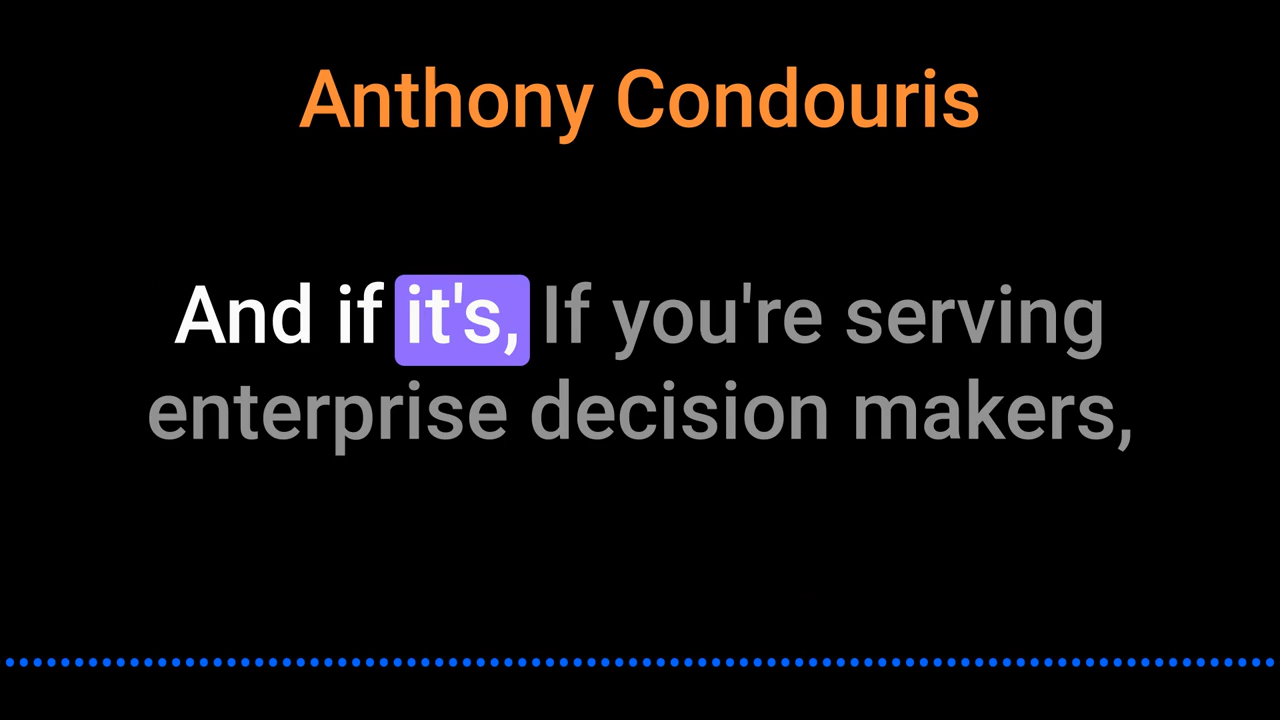 Anthony Condouris
And if it's, If you're serving
enterprise decision makers,